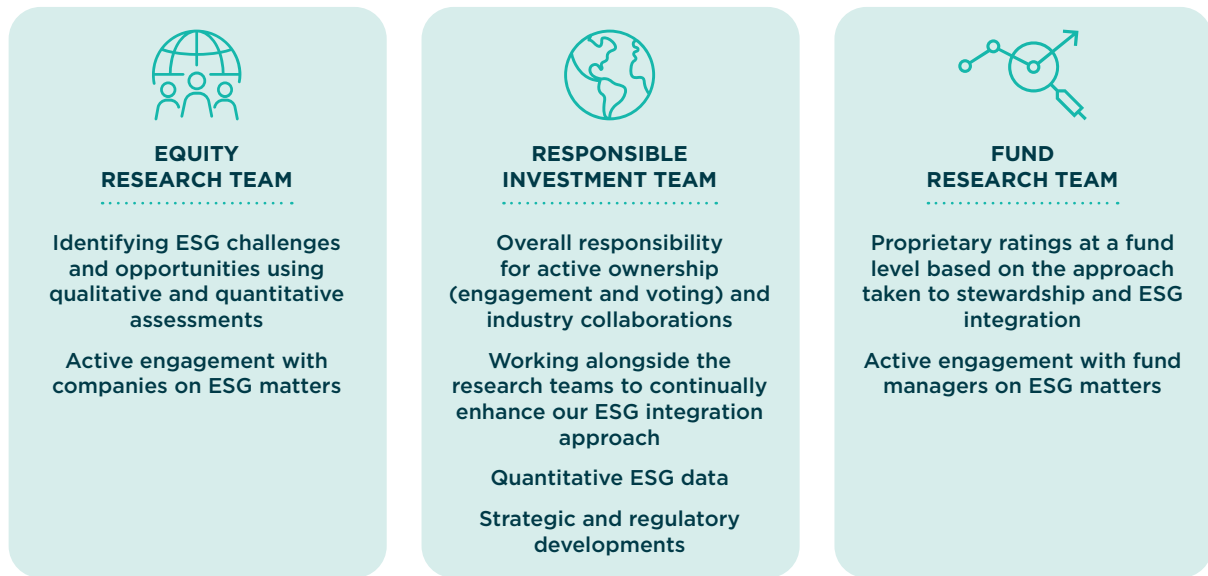 EQUITY
RESEARCH TEAM
Identifying ESG challenges
and opportunities using
qualitative and quantitative
assessments
Active engagement with
companies on ESG matters
RESPONSIBLE
INVESTMENT TEAM
Overall responsibility
for active ownership
(engagement and voting) and
industry collaborations
Working alongside the
research teams to continually
enhance our ESG integration
approach
Quantitative ESG data
Strategic and regulatory
developments
FUND
RESEARCH TEAM
Proprietary ratings at a fund
level based on the approach
taken to stewardship and ESG
integration
Active engagement with fund
managers on ESG matters